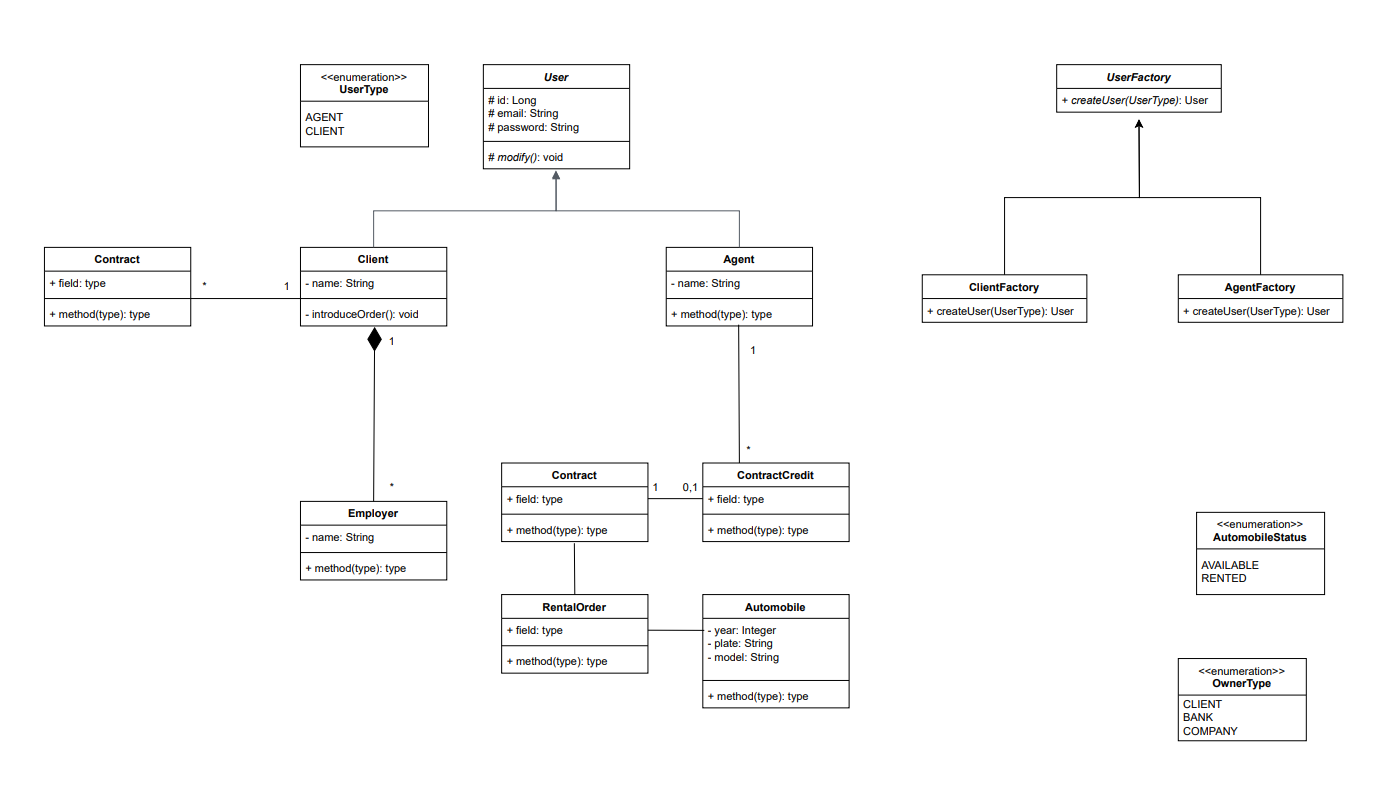 <<enumeration>>
UserType
AGENT
CLIENT
User
# id: Long
# email: String
# password: String
# modify(): void
UserFactory
+ createUser(UserType): User
Contract
+ field: type
+ method(type): type
*
1
Client
- name: String
- introduceOrder(): void
1
*
Agent
- name: String
+ method(type): type
1
*
ClientFactory
+ createUser(UserType): User
AgentFactory
+ createUser(UserType): User
Employer
- name: String
+ method(type): type
Contract
+ field: type
+ method(type): type
1
0,1
ContractCredit
+ field: type
+ method(type): type
RentalOrder
+ field: type
+ method(type): type
Automobile
- year: Integer
- plate: String
- model: String
+ method(type): type
<<enumeration>>
AutomobileStatus
AVAILABLE
RENTED
<<enumeration>>
OwnerType
CLIENT
BANK
COMPANY